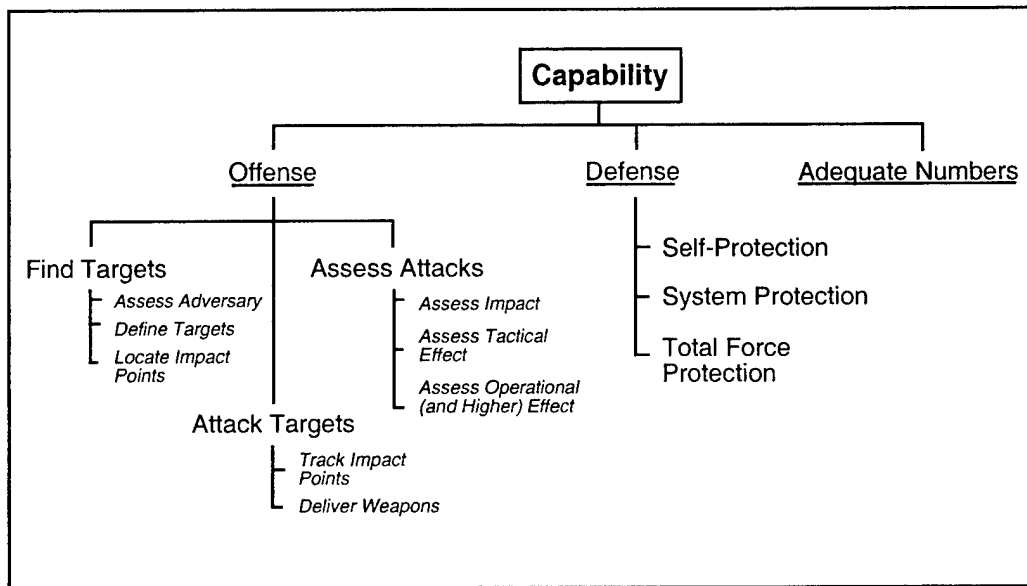 Capability
Offense
Defense
Adequate Numbers
Find Targets
Assess Adversary
Define Targets
Locate Impact
Points
Attack Targets
Track Impact
Points
Deliver Weapons
Assess Attacks
Assess Impact
Assess Tactical
Effect
Assess Operational
(and Higher) Effect
Self-Protection
System Protection
Total Force
Protection